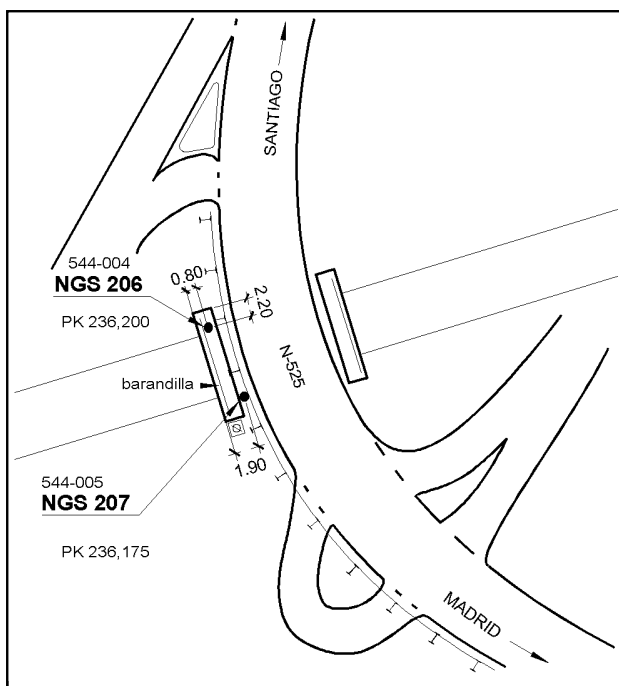 SANTIAGO
544-004
NGS 206
PK 236,200
0.80
2.20
N-525
barandilla
1.90
544-005
NGS 207
PK 236,175
MADRID